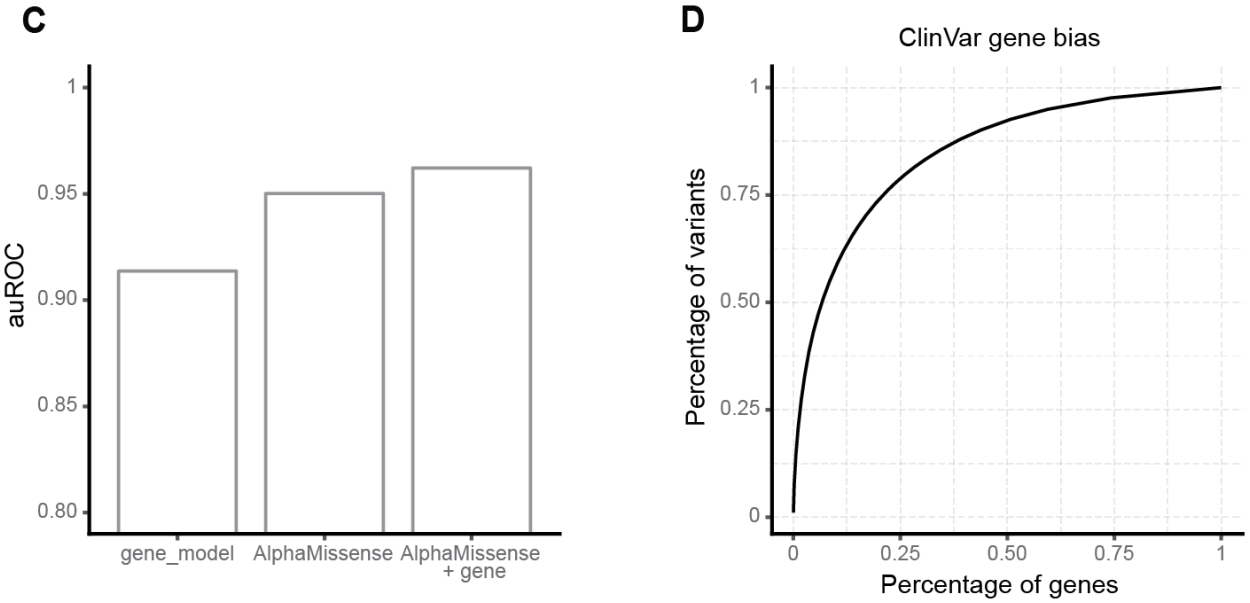 C
auROC
1
0.95
0.90
0.85
0.80
gene_model
AlphaMissense
AlphaMissense
+ gene
D
ClinVar gene bias
Percentage of variants
1
0.75
0.50
0.25
0
0
0.25
0.50
0.75
1
Percentage of genes